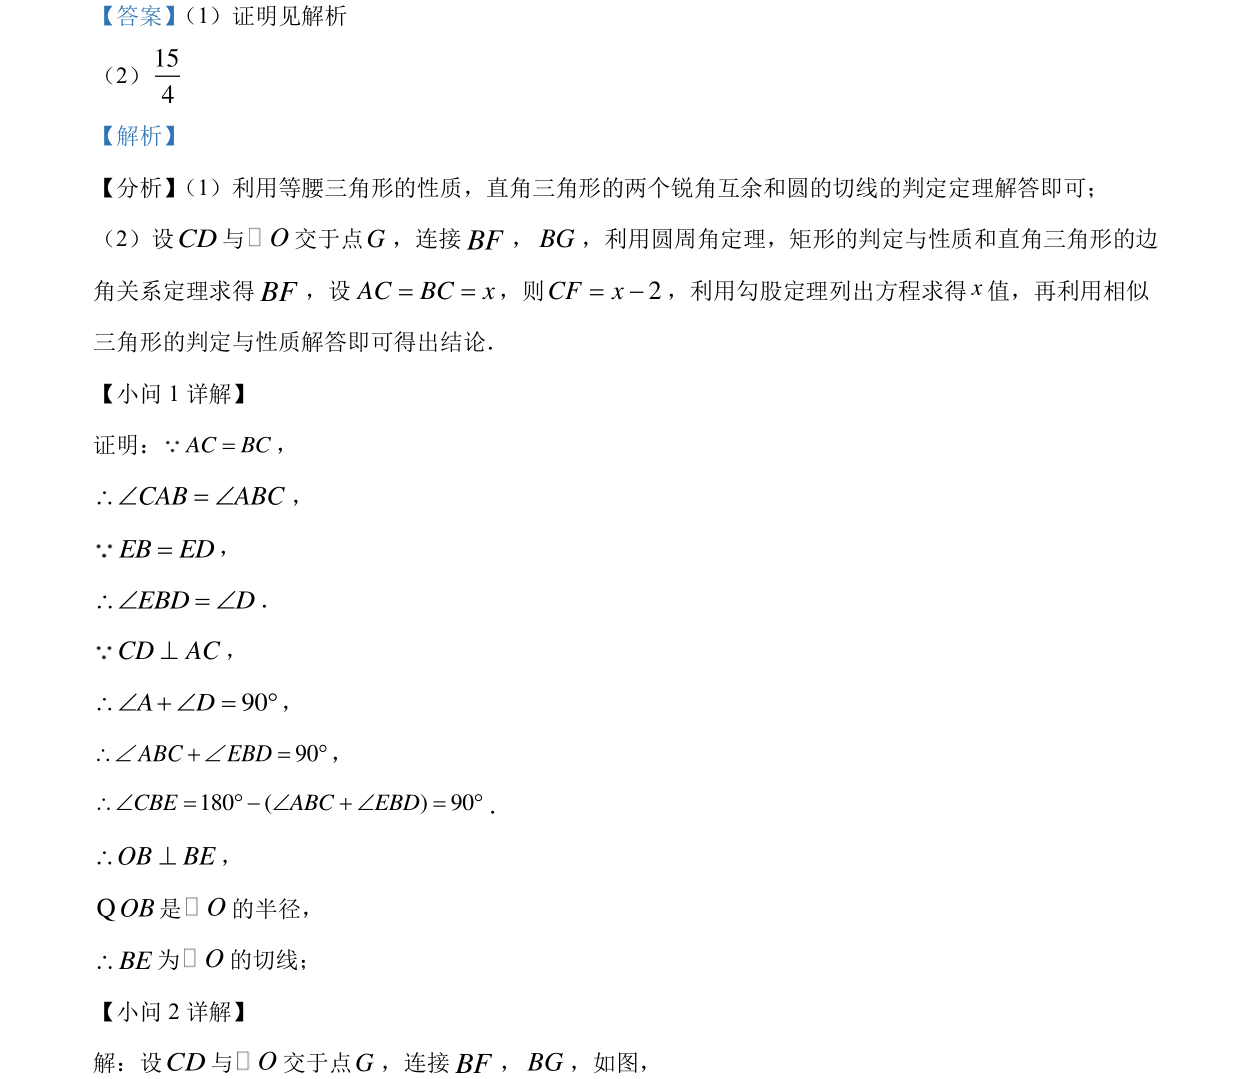 【答案】（1）证明见解析
（2）15/4
【解析】
【分析】（1）利用等腰三角形的性质，直角三角形的两个锐角互余和圆的切线的判定定理解答即可；
（2）设CD与□O交于点G，连接BF，BG，利用圆周角定理，矩形的判定与性质和直角三角形的边
角关系定理求得BF，设AC=BC=x，则CF=x−2，利用勾股定理列出方程求得x值，再利用相似
三角形的判定与性质解答即可得出结论．
【小问1详解】
证明：∵AC=BC，
∴∠CAB=∠ABC，
∵EB=ED，
∴∠EBD=∠D．
∵CD⊥AC，
∴∠A+∠D=90°，
∴∠ABC+∠EBD=90°，
∴∠CBE=180°−(∠ABC+∠EBD)=90°．
∴OB⊥BE，
QOB是□O的半径，
∴BE为□O的切线；
【小问2详解】
解：设CD与□O交于点G，连接BF，BG，如图，